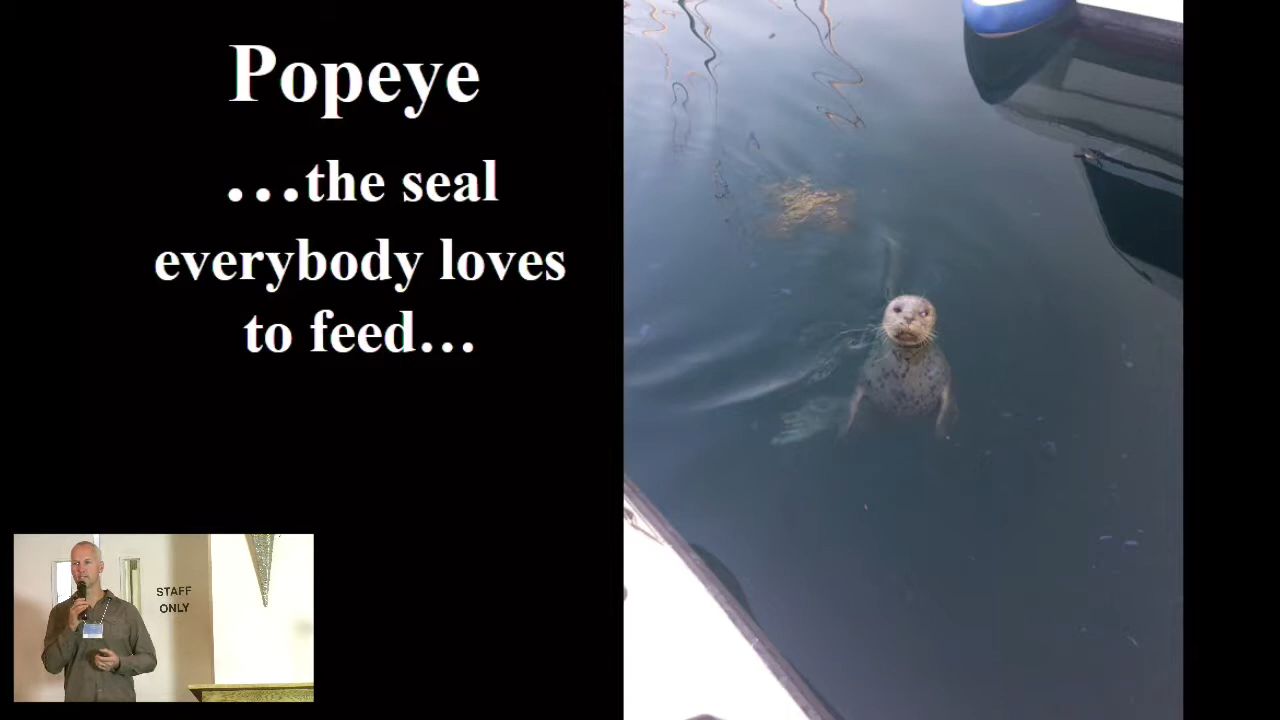 Popeye
…the seal
everybody loves
to feed…
STAFF
ONLY